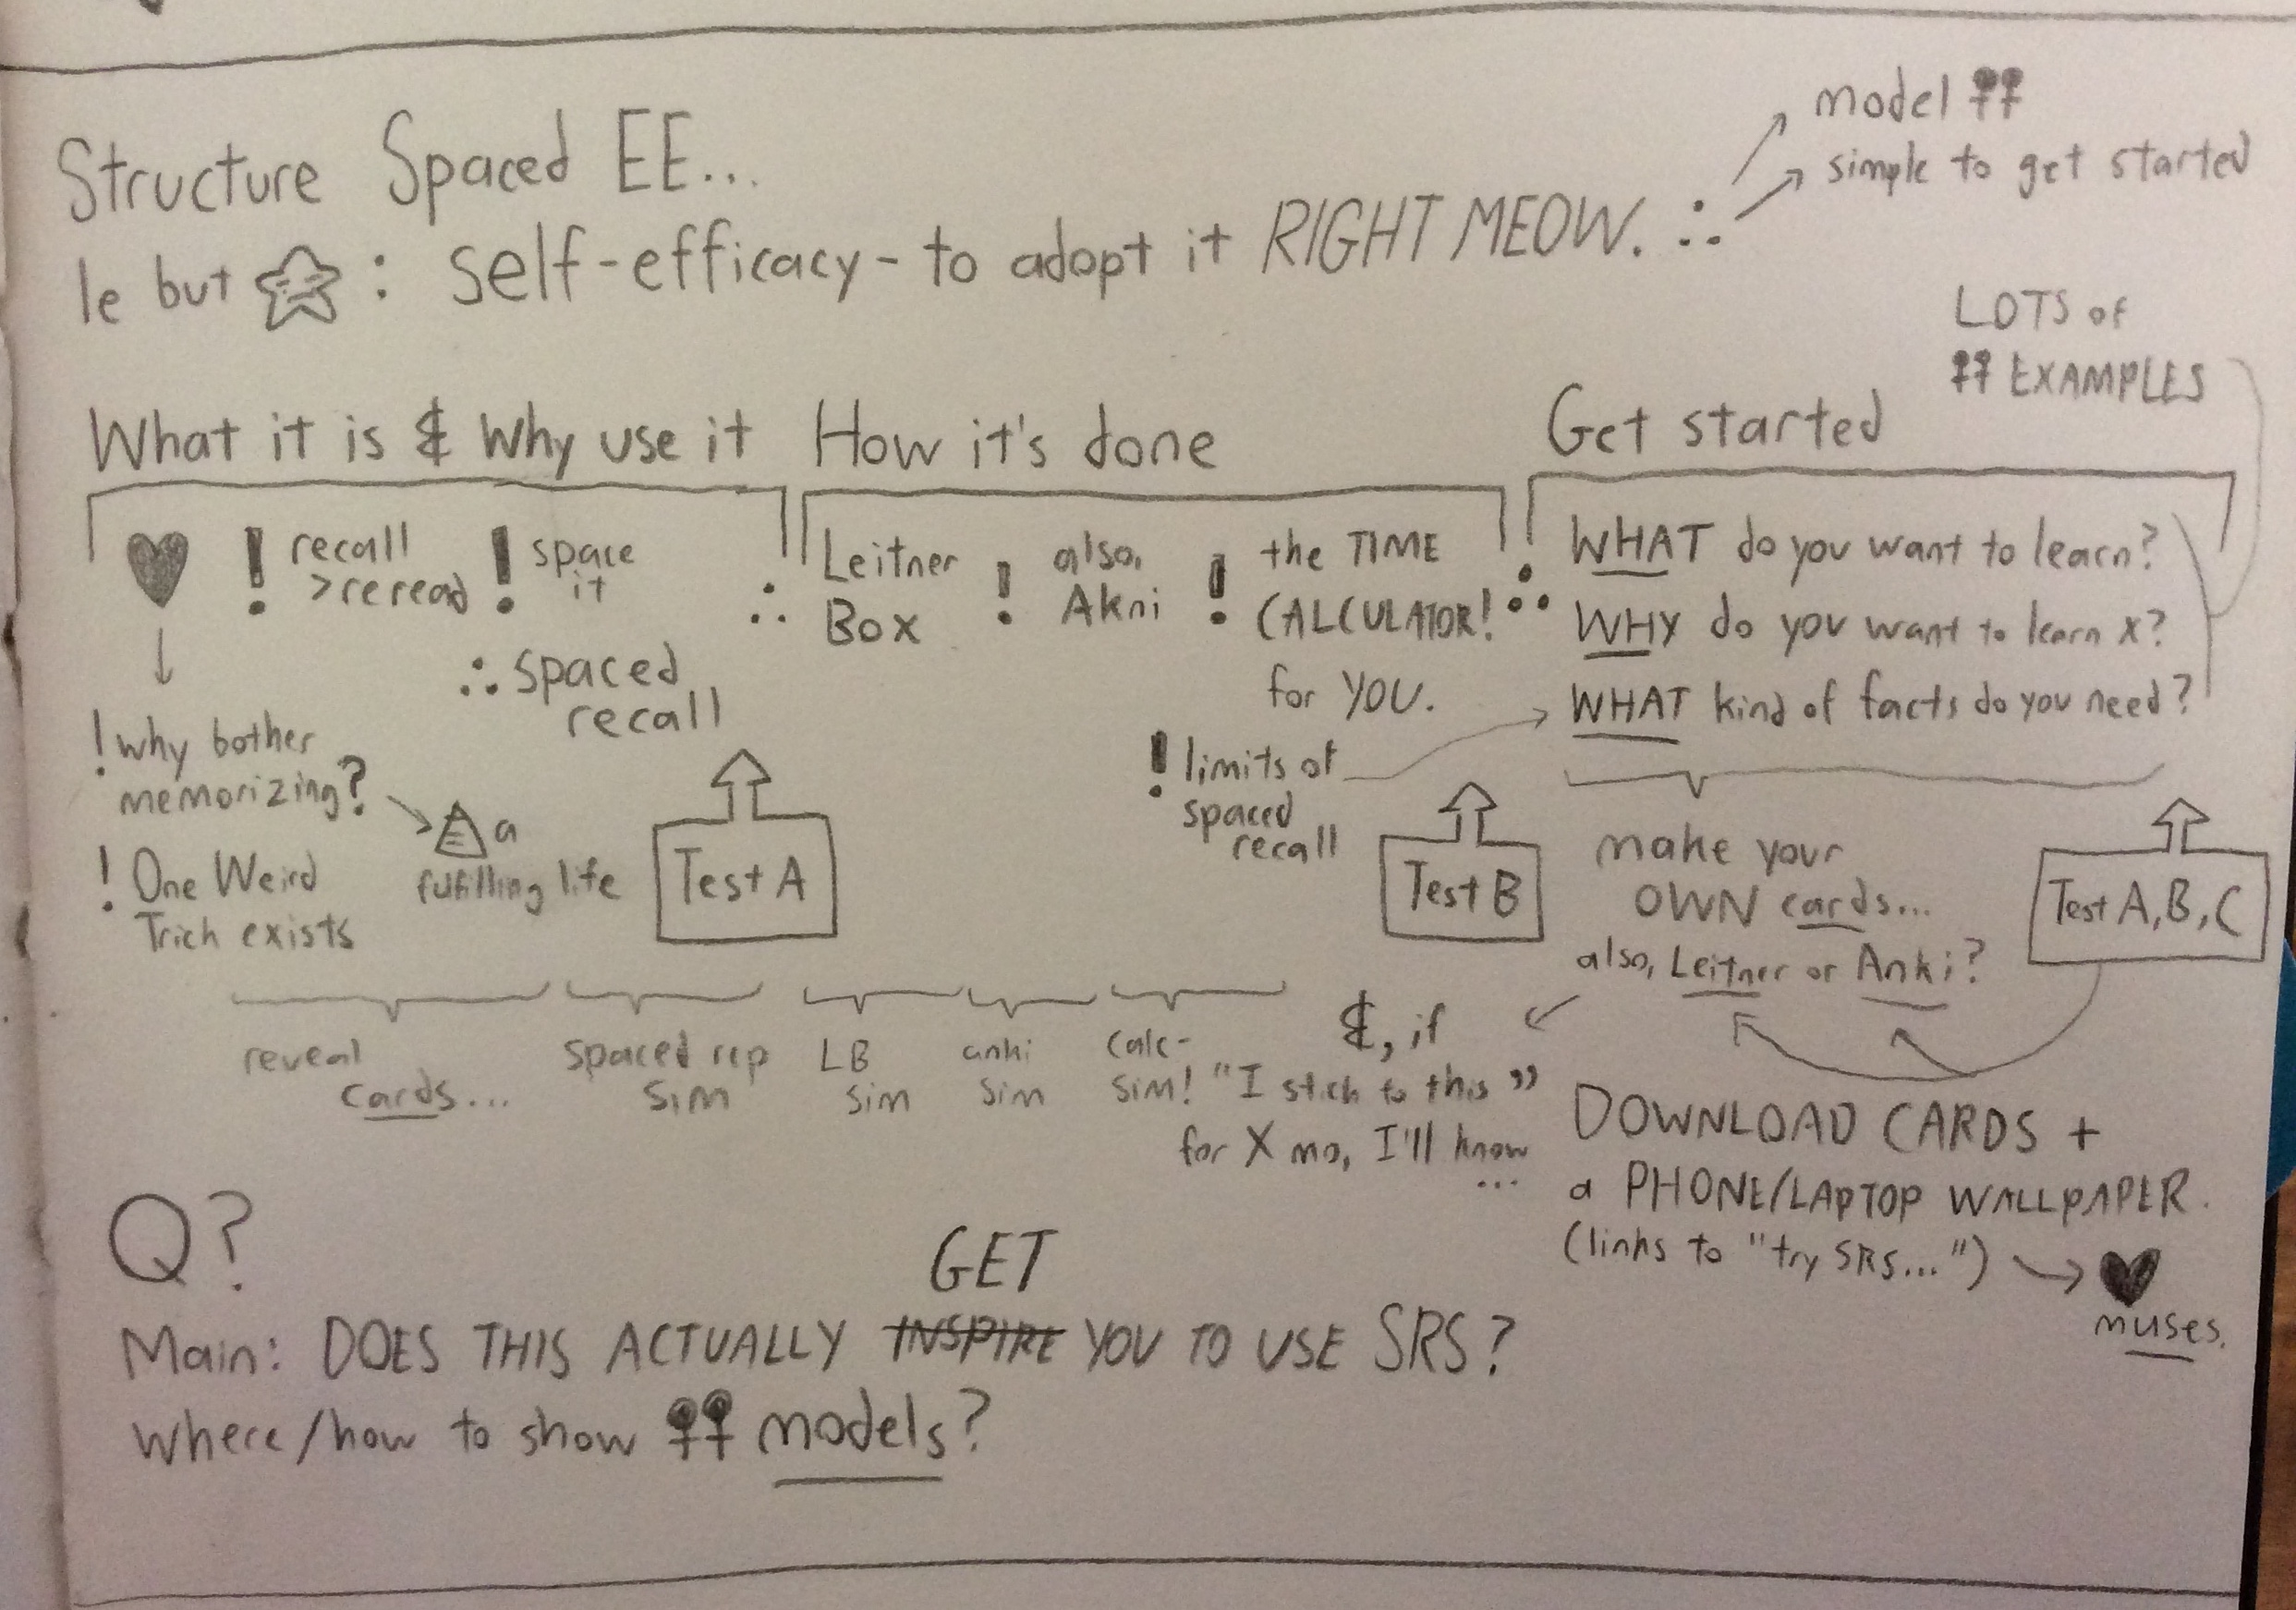 Structure Spaced EE...
le but : self-efficacy - to adopt it RIGHT MEOW. ∴
model
simple to get started
LOTS of
EXAMPLES
What it is & Why use it
! recall
>reread
! space
it
∴ spaced
recall
! why bother
memorizing?
a
fulfilling life
! One Weird
Trick exists
Test A
reveal
cards...
spaced rep
sim
How it's done
∴ Leitner
Box
! also,
Akni
! the TIME
CALCULATOR!
for YOU.
! limits of
spaced
recall
Test B
LB
sim
anki
sim
calc-
sim!
Get started
∴ WHAT do you want to learn?
WHY do you want to learn X?
WHAT kind of facts do you need?
make your
OWN cards...
also, Leitner or Anki?
Test A, B, C
&, if
"I stick to this"
for X mo, I'll know
...
DOWNLOAD CARDS +
a PHONE/LAPTOP WALLPAPER.
(links to "try SRS...")
muses.
Q?
GET
Main: DOES THIS ACTUALLY INSPIRE YOU TO USE SRS?
Where/how to show models?